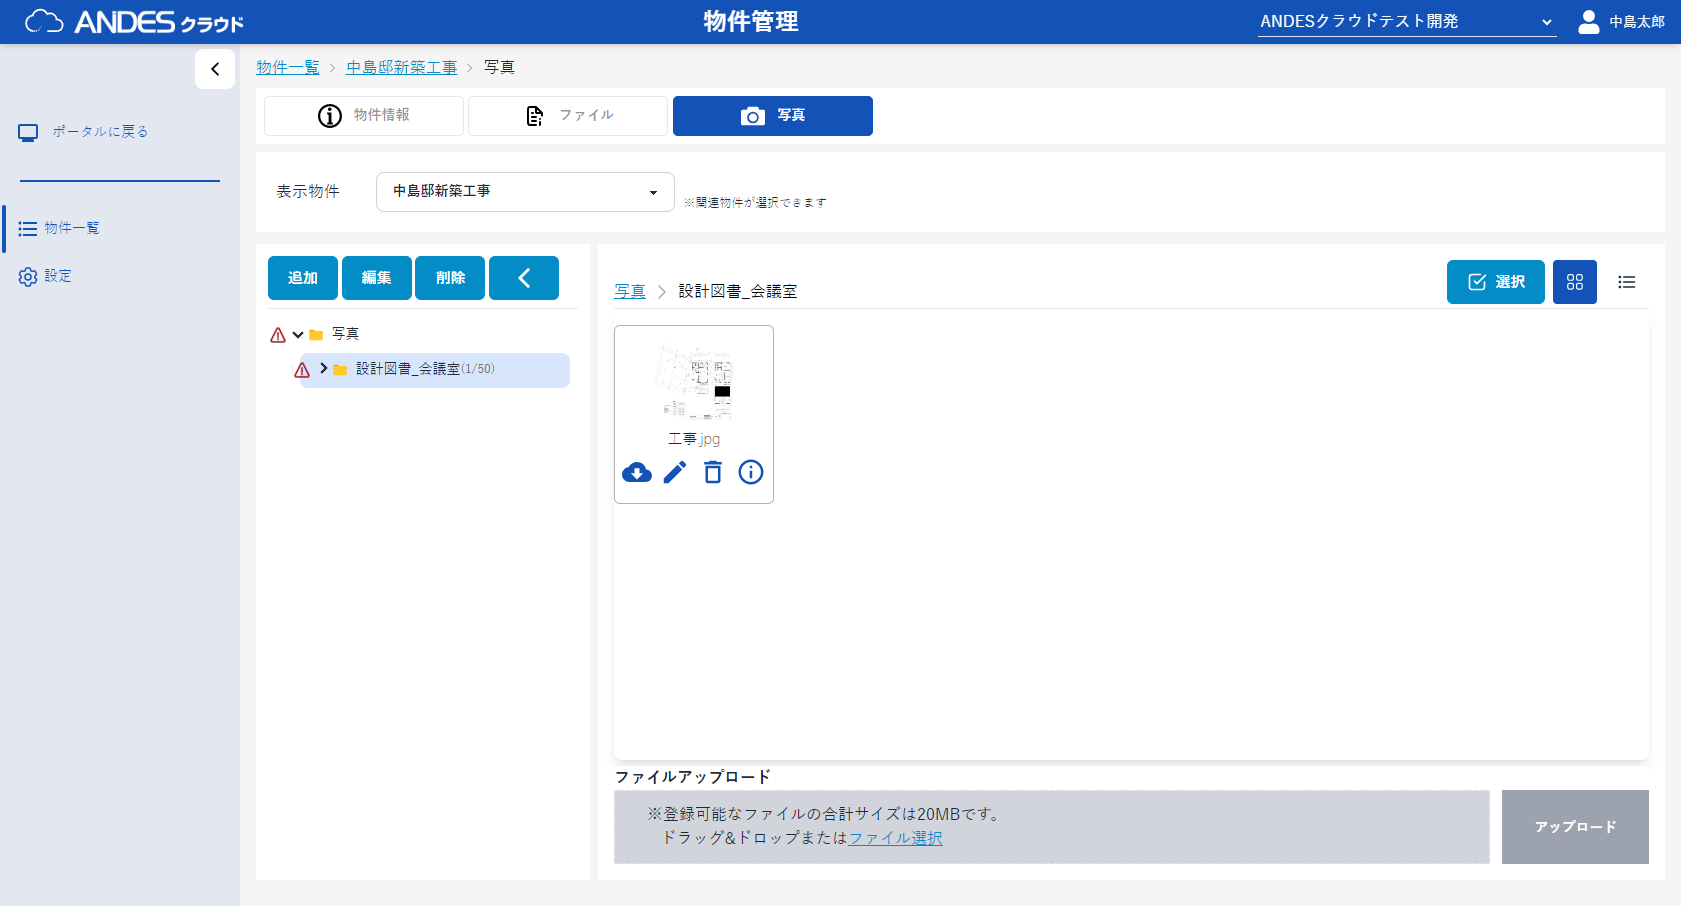 ANDES クラウド
物件管理
ANDESクラウドテスト開発
中島太郎
物件一覧 > 中島邸新築工事 > 写真
ポータルに戻る
物件一覧
設定
物件情報
ファイル
写真
表示物件
中島邸新築工事
※関連物件が選択できます
追加
編集
削除
写真
設計図書_会議室(1/50)
写真 > 設計図書_会議室
選択
工事.jpg
ファイルアップロード
※登録可能なファイルの合計サイズは20MBです。
ドラッグ&ドロップまたはファイル選択
アップロード